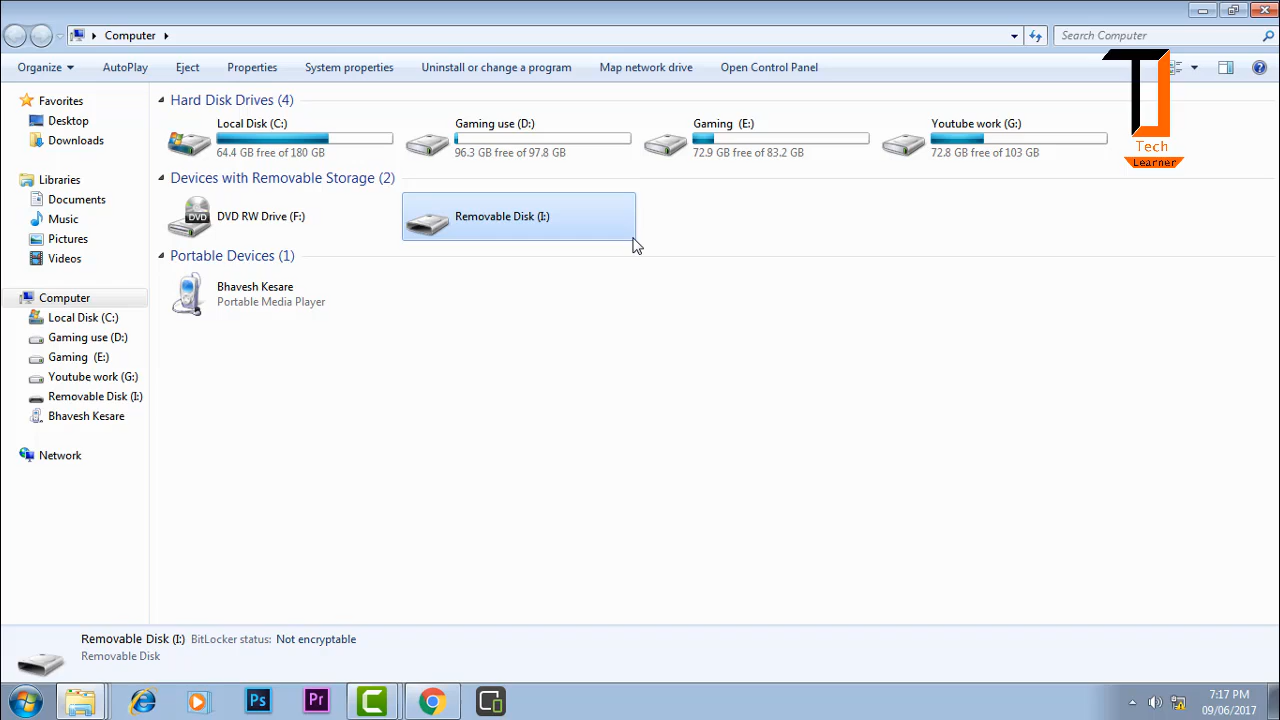 Computer
Search Computer
Organize AutoPlay Eject Properties System properties Uninstall or change a program Map network drive Open Control Panel
Tech
Learner
Favorites
Desktop
Downloads
Libraries
Documents
Music
Pictures
Videos
Computer
Local Disk (C:)
Gaming use (D:)
Gaming (E:)
Youtube work (G:)
Removable Disk (I:)
Bhavesh Kesare
Network
Hard Disk Drives (4)
Local Disk (C:)
64.4 GB free of 180 GB
Gaming use (D:)
96.3 GB free of 97.8 GB
Gaming (E:)
72.9 GB free of 83.2 GB
Youtube work (G:)
72.8 GB free of 103 GB
Devices with Removable Storage (2)
DVD
DVD RW Drive (F:)
Removable Disk (I:)
Portable Devices (1)
Bhavesh Kesare
Portable Media Player
Removable Disk (I:) BitLocker status: Not encryptable
Removable Disk
Ps
Pr
7:17 PM
09/06/2017